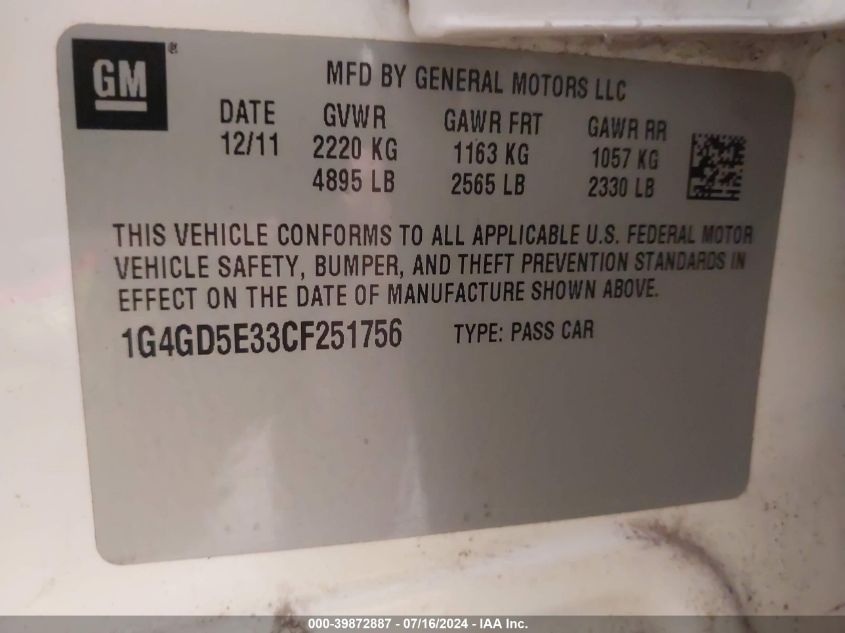 GM ®
MFD BY GENERAL MOTORS LLC
DATE GVWR GAWR FRT GAWR RR
12/11 2220 KG 1163 KG 1057 KG
4895 LB 2565 LB 2330 LB
THIS VEHICLE CONFORMS TO ALL APPLICABLE U.S. FEDERAL MOTOR
VEHICLE SAFETY, BUMPER, AND THEFT PREVENTION STANDARDS IN
EFFECT ON THE DATE OF MANUFACTURE SHOWN ABOVE.
1G4GD5E33CF251756 TYPE: PASS CAR
000-39872887 - 07/16/2024 - IAA Inc.